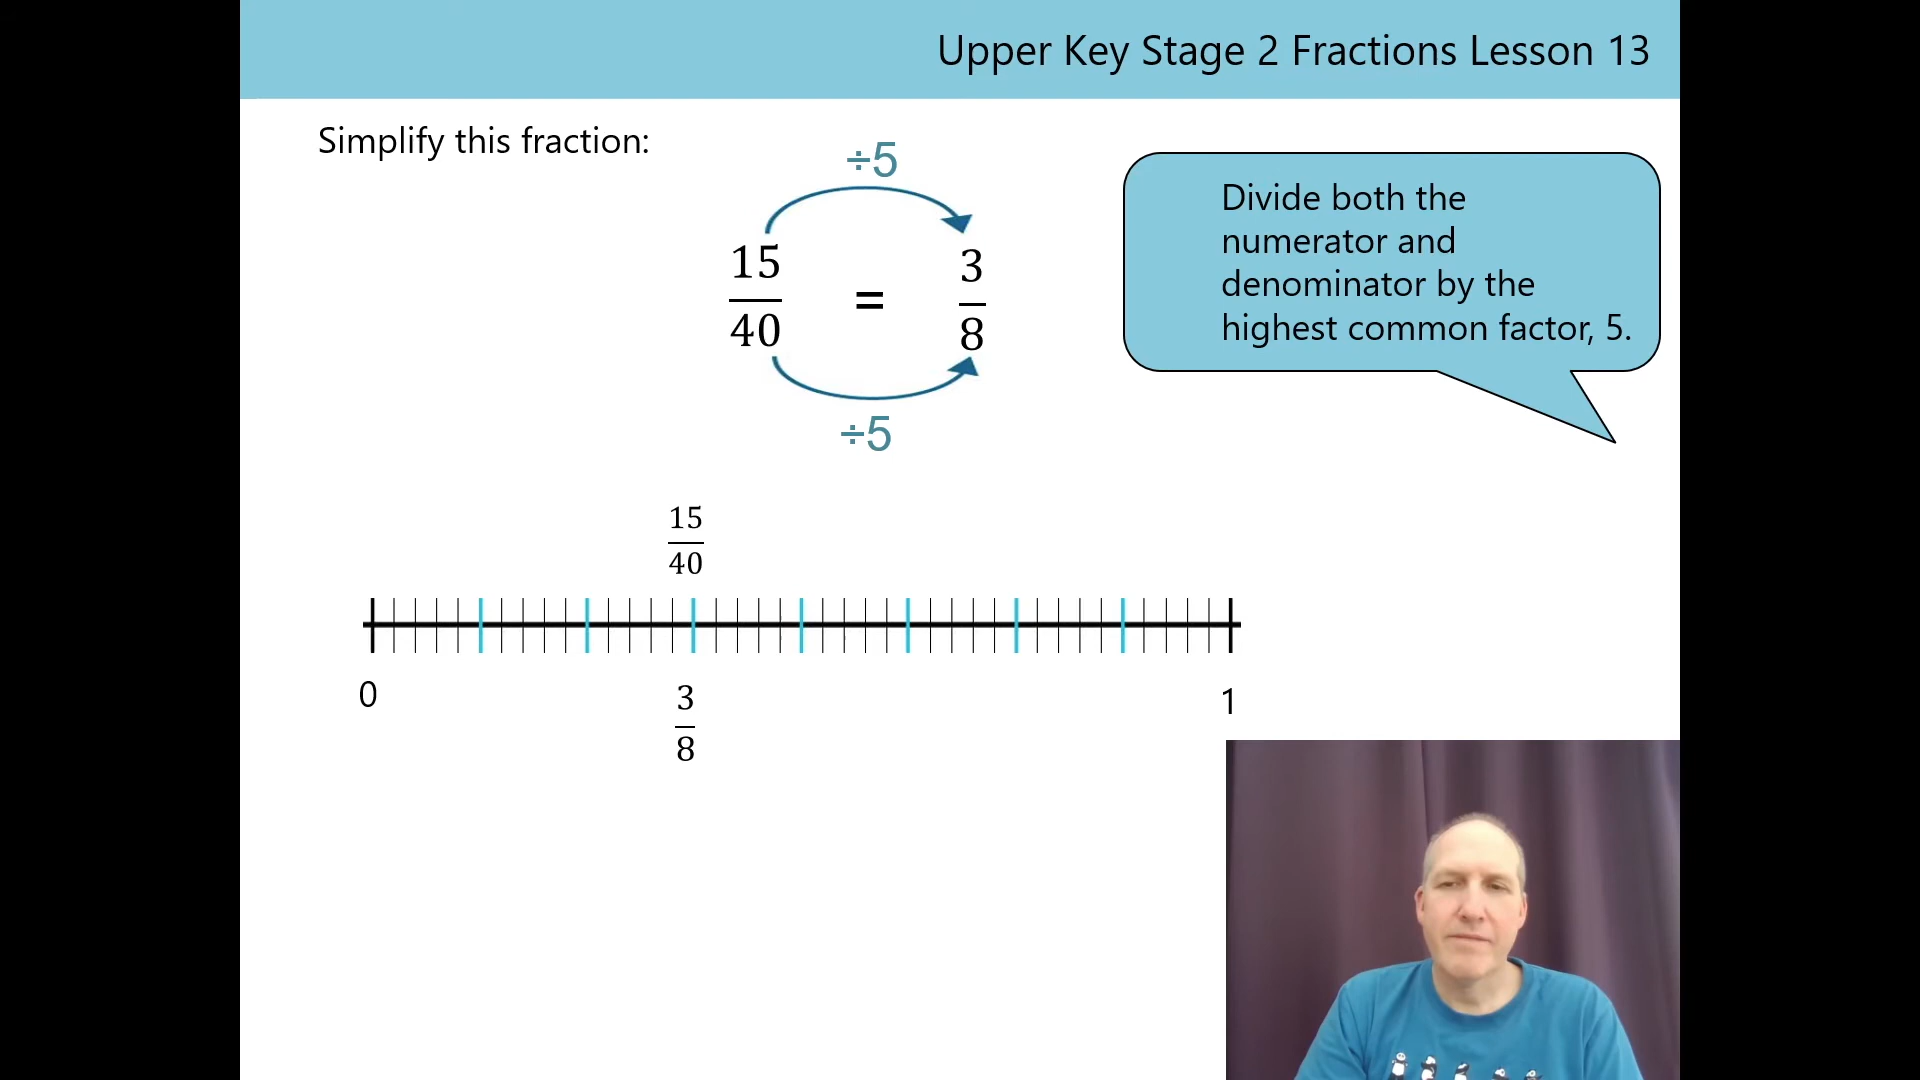 Upper Key Stage 2 Fractions Lesson 13
Simplify this fraction:
÷5
15
40
=
3
8
÷5
Divide both the
numerator and
denominator by the
highest common factor, 5.
15
40
0
3
8
1